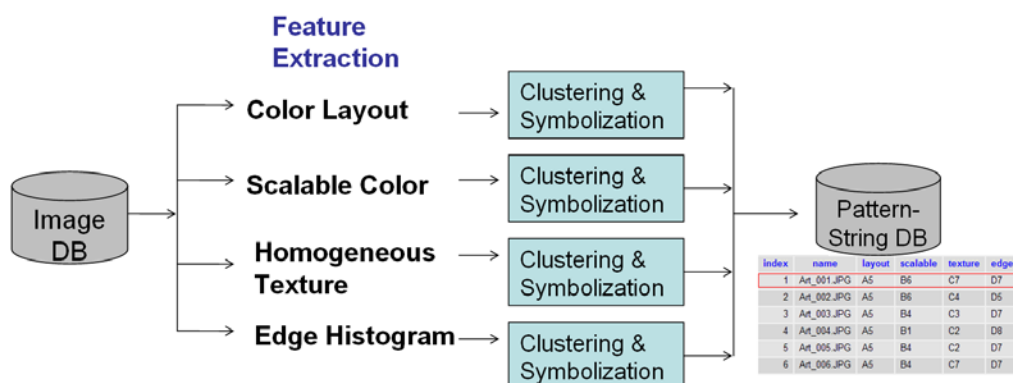 Feature
Extraction
Color Layout
Clustering &
Symbolization
Scalable Color
Clustering &
Symbolization
Image
DB
Pattern-
String DB
Homogeneous
Texture
Clustering &
Symbolization
Edge Histogram
Clustering &
Symbolization
index name layout scalable texture edge
1 Art_001.JPG A5 B6 C7 D7
2 Art_002.JPG A5 B6 C4 D5
3 Art_003.JPG A5 B4 C3 D7
4 Art_004.JPG A5 B1 C2 D8
5 Art_005.JPG A5 B4 C2 D7
6 Art_006.JPG A5 B4 C7 D7